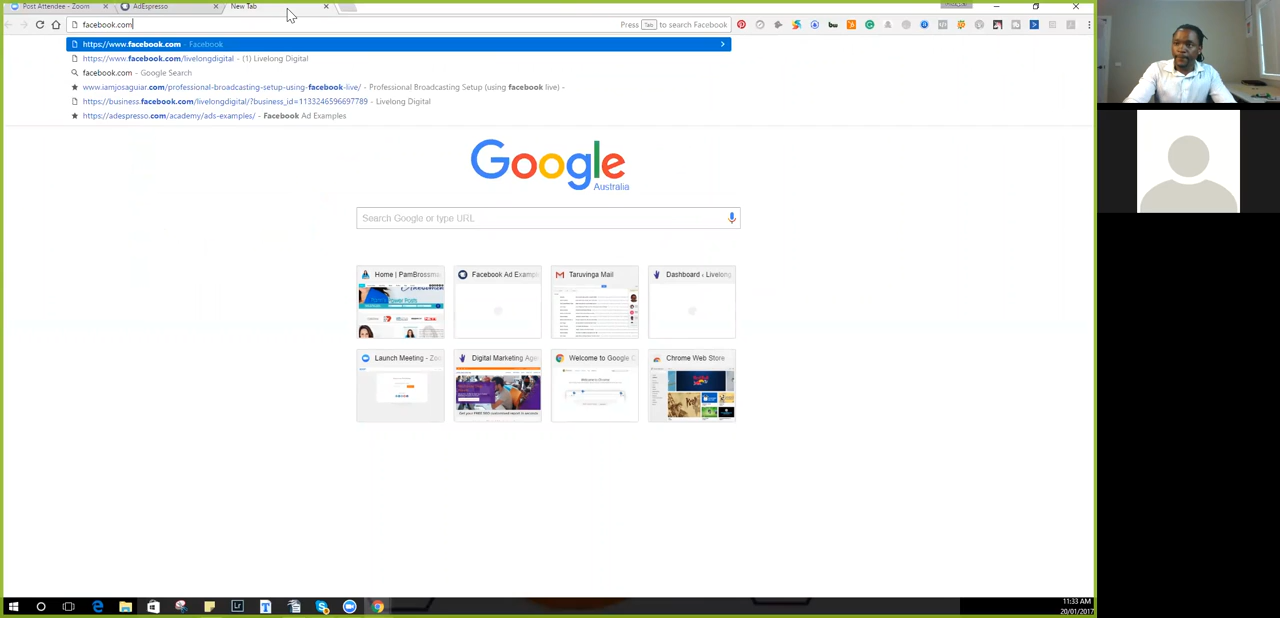 Post Attendee - Zoom
AdEspresso
New Tab
facebook.com
Press Tab to search Facebook
https://www.facebook.com - Facebook
https://www.facebook.com/livelongdigital - (1) Livelong Digital
facebook.com - Google Search
www.iamjosaguiar.com/professional-broadcasting-setup-using-facebook-live/ - Professional Broadcasting Setup (using facebook live) -
https://business.facebook.com/livelongdigital/?business_id=1133246596697789 - Livelong Digital
https://adespresso.com/academy/ads-examples/ - Facebook Ad Examples
Google
Australia
Search Google or type URL
Home | PamBrossma
Facebook Ad Examp
Taruvinga Mail
Dashboard ‹ Livelong
Launch Meeting - Zoo
Digital Marketing Age
Welcome to Google C
Chrome Web Store
11:33 AM
20/01/2017